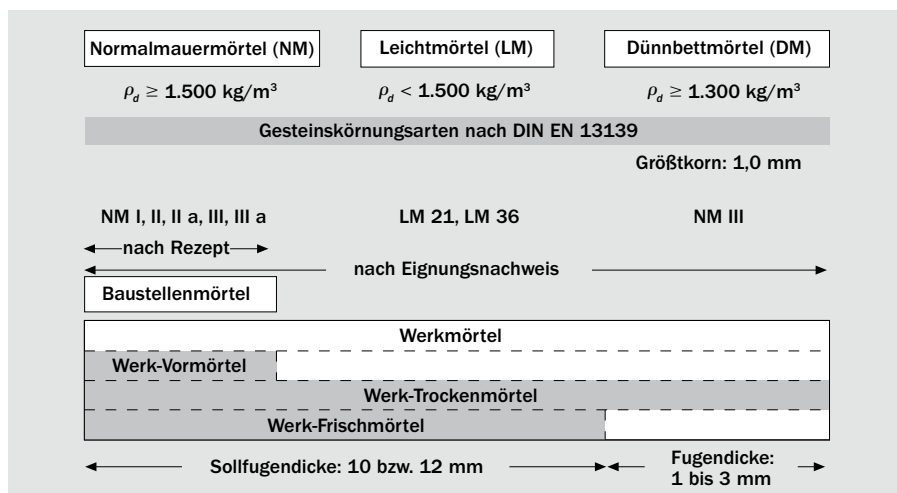 Normalmauermörtel (NM)
Leichtmörtel (LM)
Dünnbettmörtel (DM)
ρd ≥ 1.500 kg/m³
ρd < 1.500 kg/m³
ρd ≥ 1.300 kg/m³
Gesteinskörnungsarten nach DIN EN 13139
Größtkorn: 1,0 mm
NM I, II, II a, III, III a
LM 21, LM 36
NM III
nach Rezept
nach Eignungsnachweis
Baustellenmörtel
Werkmörtel
Werk-Vormörtel
Werk-Trockenmörtel
Werk-Frischmörtel
Sollfugendicke: 10 bzw. 12 mm
Fugendicke:
1 bis 3 mm